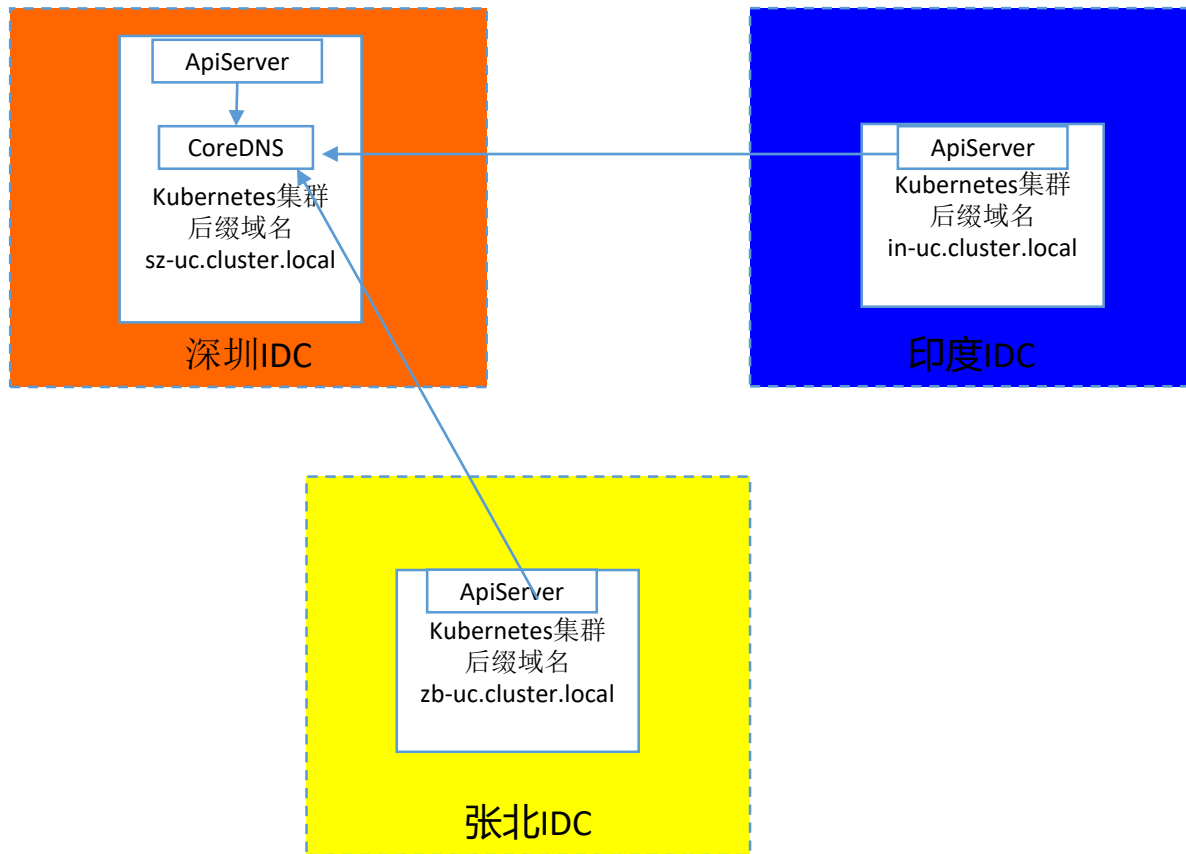 ApiServer
CoreDNS
Kubernetes集群
后缀域名
sz-uc.cluster.local
深圳IDC
ApiServer
Kubernetes集群
后缀域名
in-uc.cluster.local
印度IDC
ApiServer
Kubernetes集群
后缀域名
zb-uc.cluster.local
张北IDC